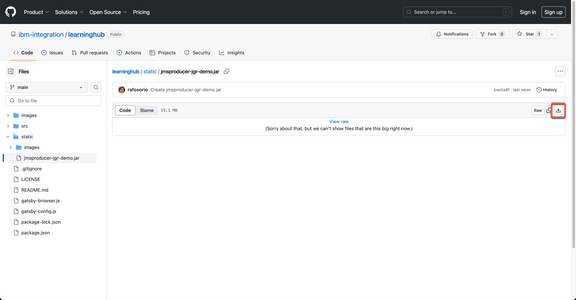 Product Solutions Open Source Pricing Search or jump to... / Sign in Sign up
ibm-integration / learninghub Public Notifications Fork 0 Star 1
Code Issues Pull requests Actions Projects Security Insights
Files
main
Go to file
images
src
static
images
jmsproducer-jgr-demo.jar
.gitignore
LICENSE
README.md
gatsby-browser.js
gatsby-config.js
package-lock.json
package.json
learninghub / static / jmsproducer-jgr-demo.jar
rafosorio Create jmsproducer-jgr-demo.jar · last week History
Code Blame Raw
View raw
(Sorry about that, but we can't show files that are this big right now.)